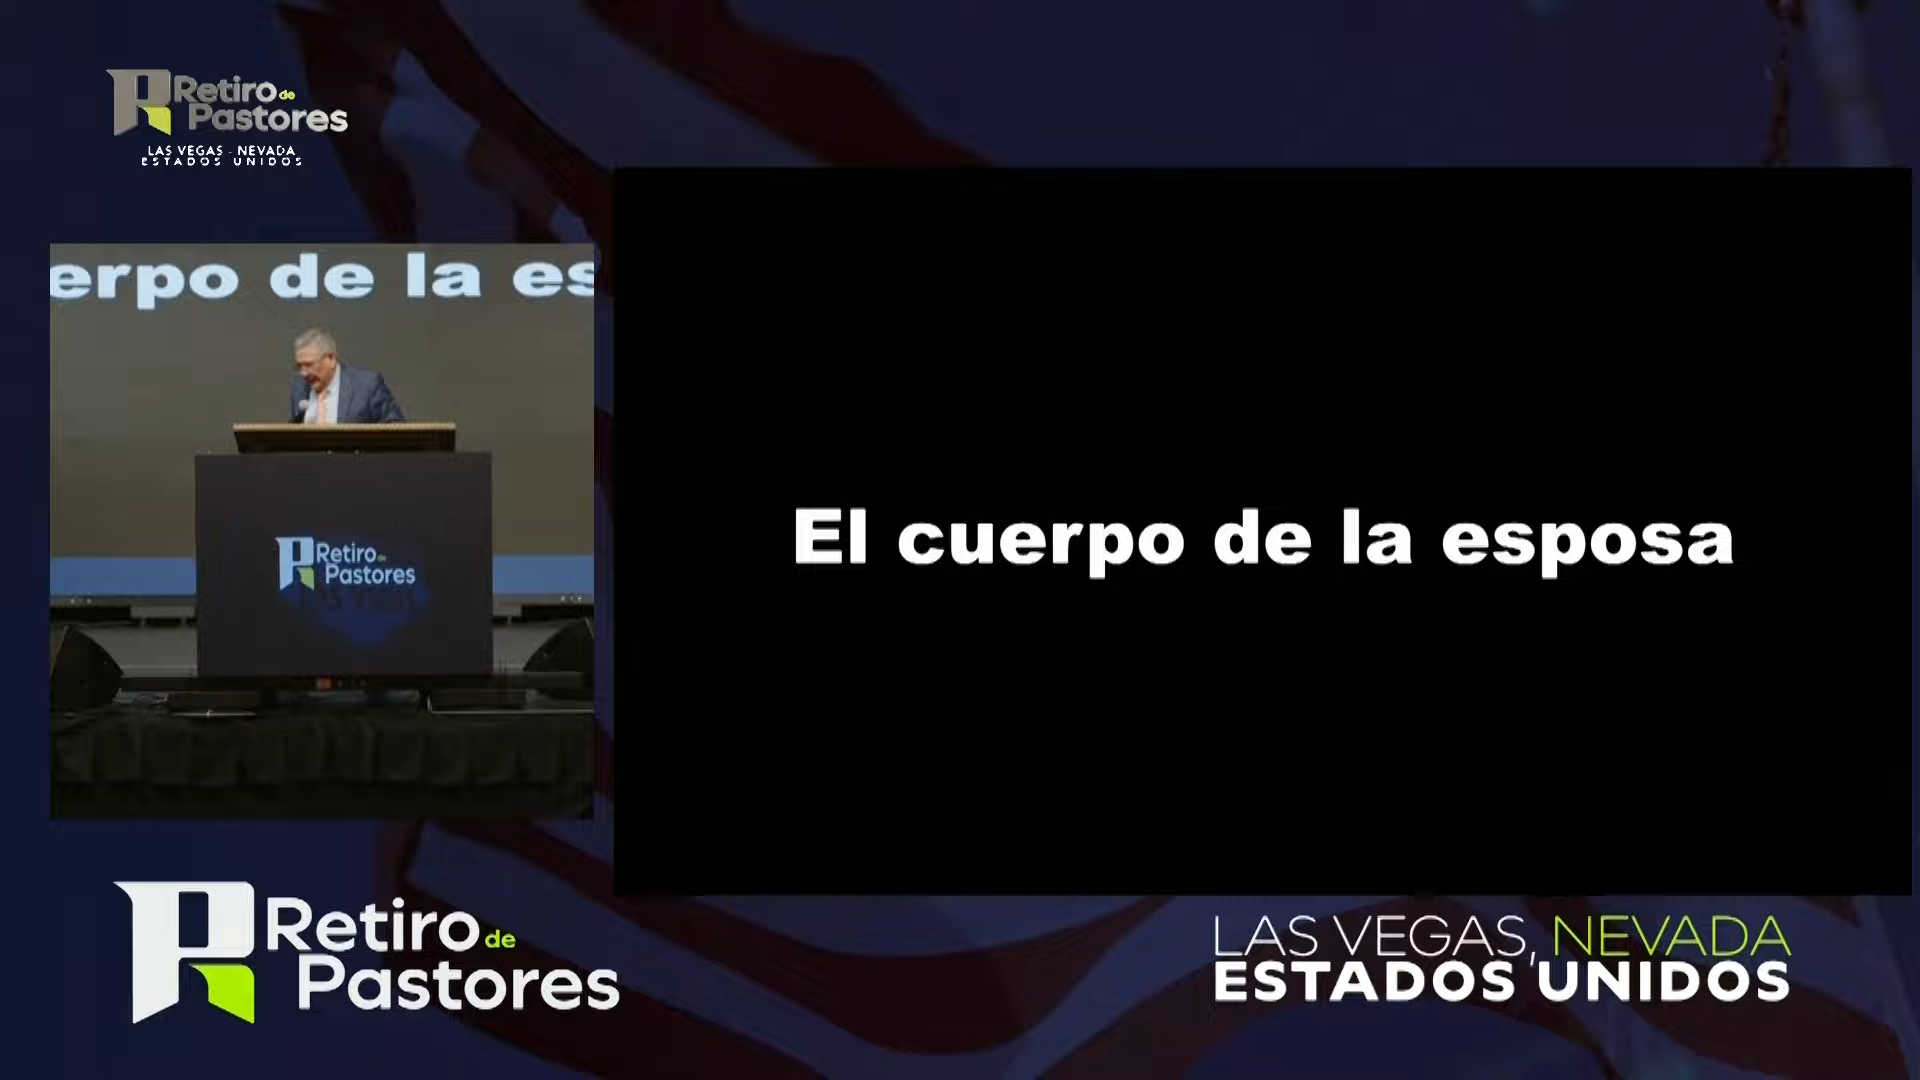 Retiro de
Pastores
LAS VEGAS - NEVADA
ESTADOS UNIDOS
erpo de la es
Retiro de
Pastores
El cuerpo de la esposa
Retiro de
Pastores
LAS VEGAS, NEVADA
ESTADOS UNIDOS